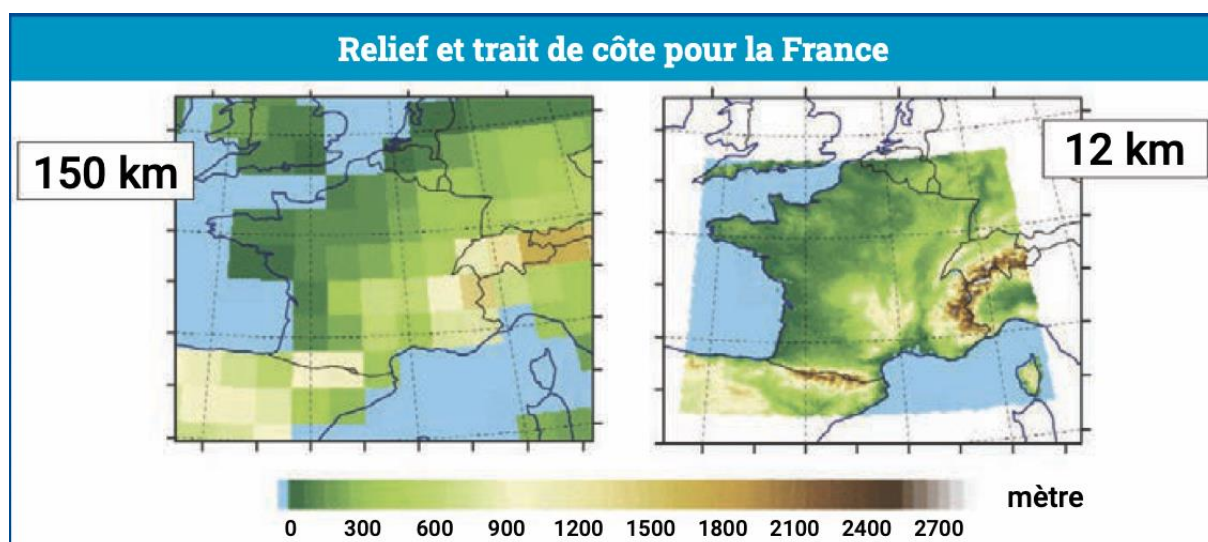 Relief et trait de côte pour la France
150 km
12 km
mètre
0 300 600 900 1200 1500 1800 2100 2400 2700